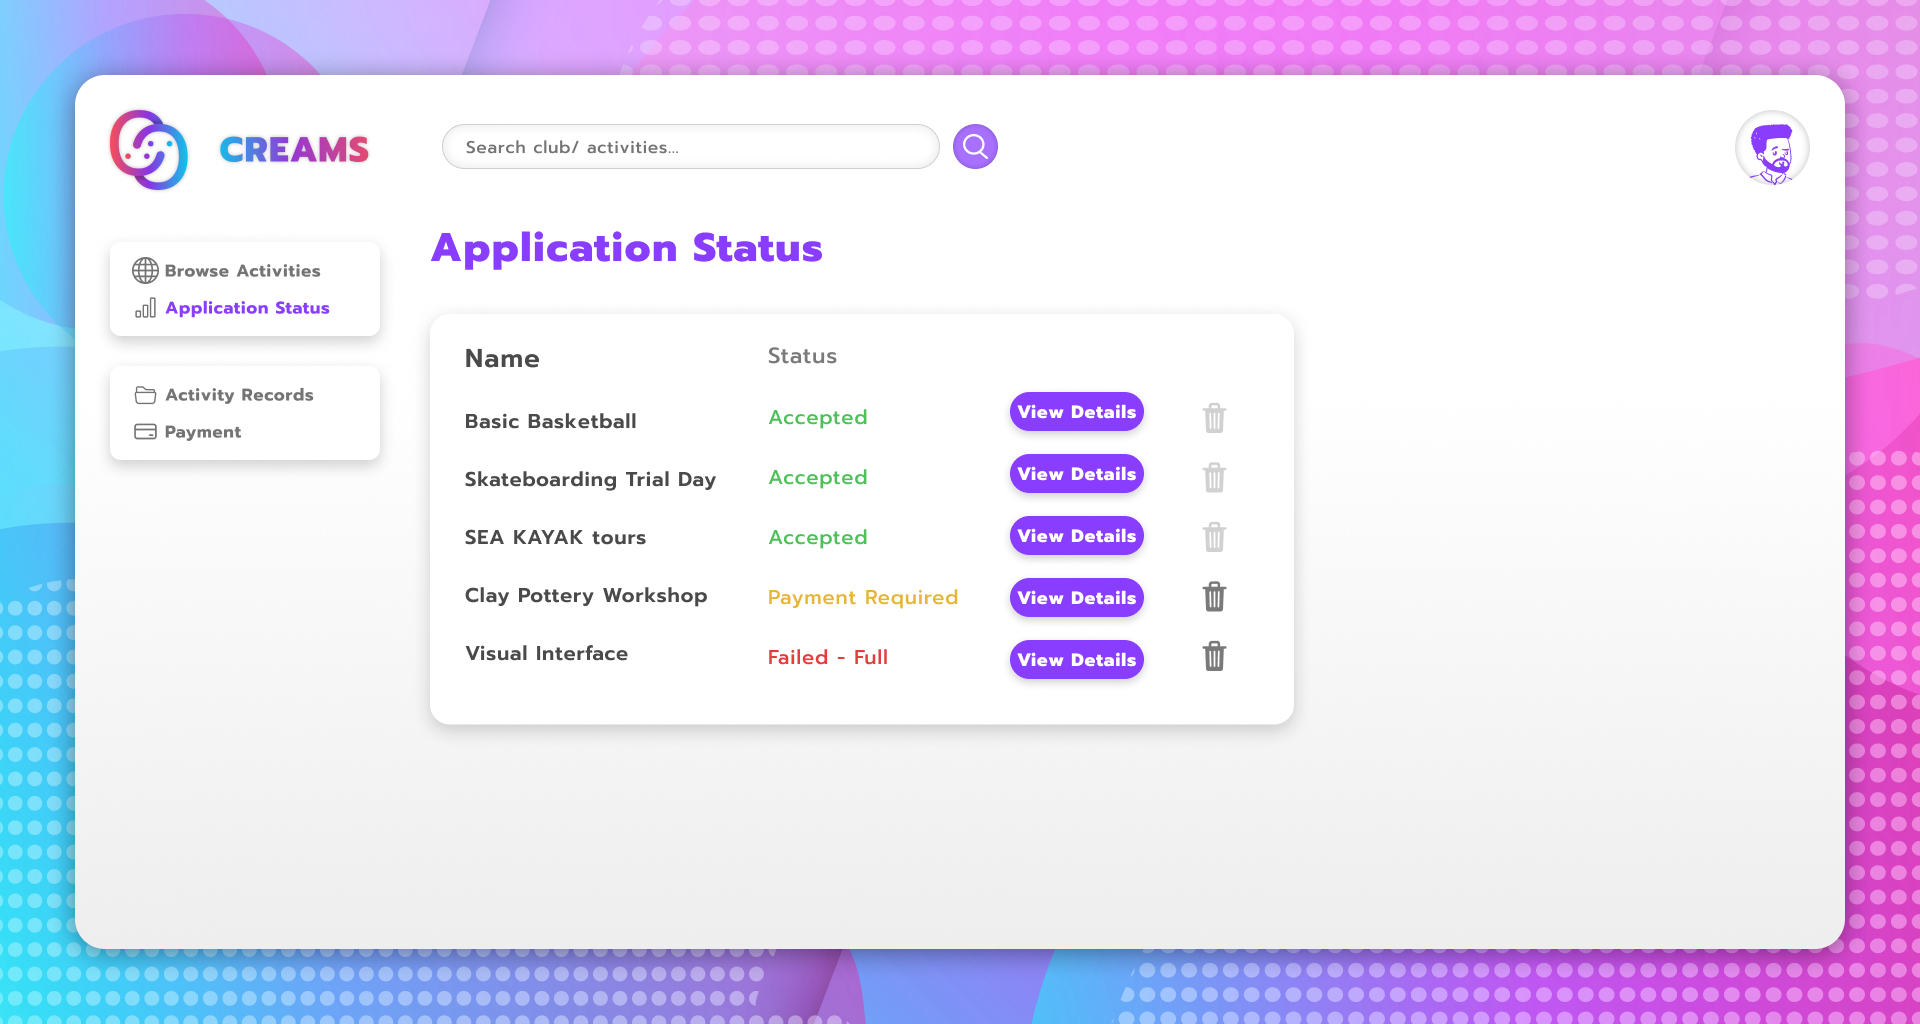 CREAMS
Search club/ activities...
Browse Activities
Application Status
Activity Records
Payment
Application Status
Name Status
Basic Basketball Accepted View Details
Skateboarding Trial Day Accepted View Details
SEA KAYAK tours Accepted View Details
Clay Pottery Workshop Payment Required View Details
Visual Interface Failed - Full View Details